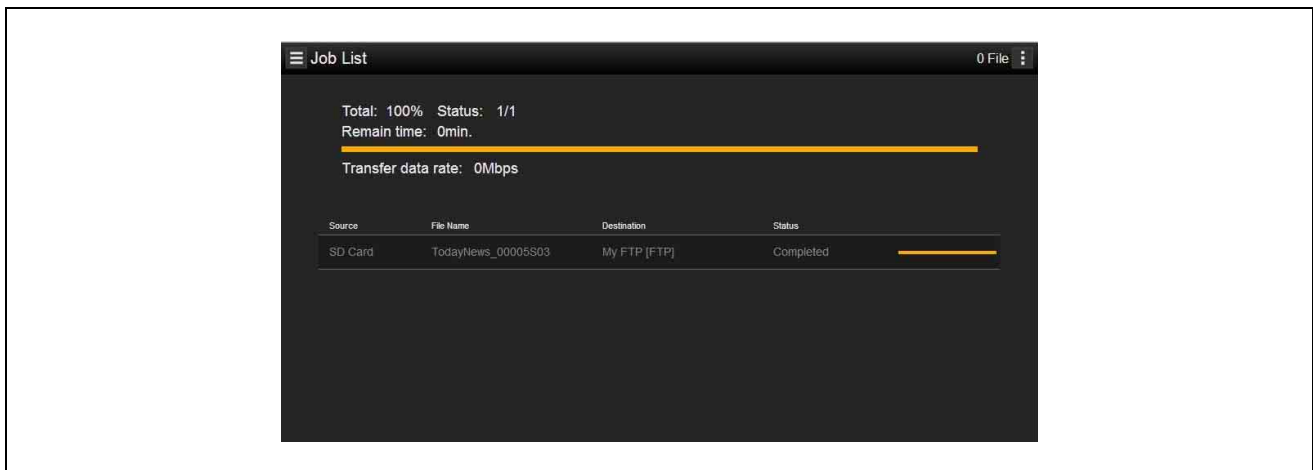 Job List 0 File
Total: 100% Status: 1/1
Remain time: 0min.
Transfer data rate: 0Mbps
Source File Name Destination Status
SD Card TodayNews_00005S03 My FTP [FTP] Completed